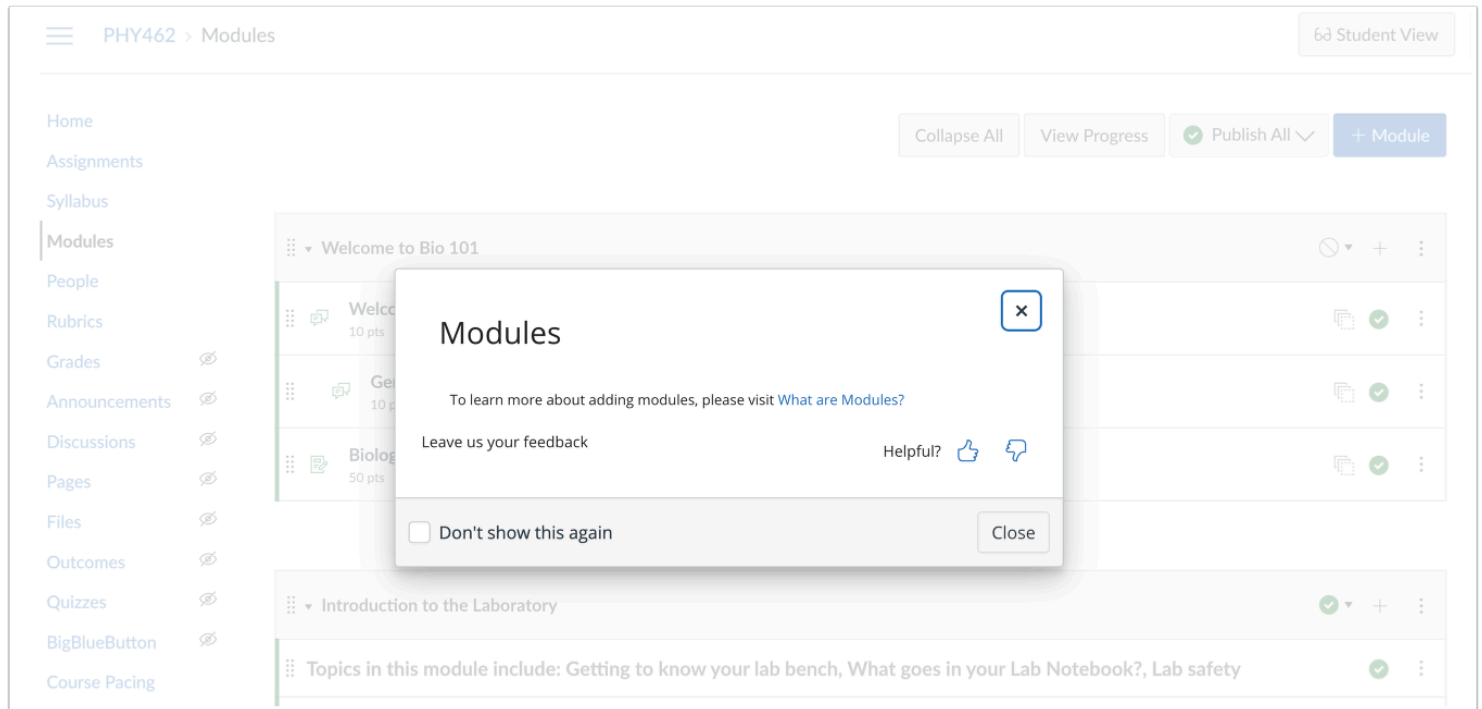 PHY462 > Modules
Student View
Home
Assignments
Syllabus
Modules
People
Rubrics
Grades
Announcements
Discussions
Pages
Files
Outcomes
Quizzes
BigBlueButton
Course Pacing
Collapse All
View Progress
Publish All
+ Module
Welcome to Bio 101
10 pts
50 pts
Modules
To learn more about adding modules, please visit What are Modules?
Leave us your feedback
Helpful?
Don't show this again
Close
Introduction to the Laboratory
Topics in this module include: Getting to know your lab bench, What goes in your Lab Notebook?, Lab safety